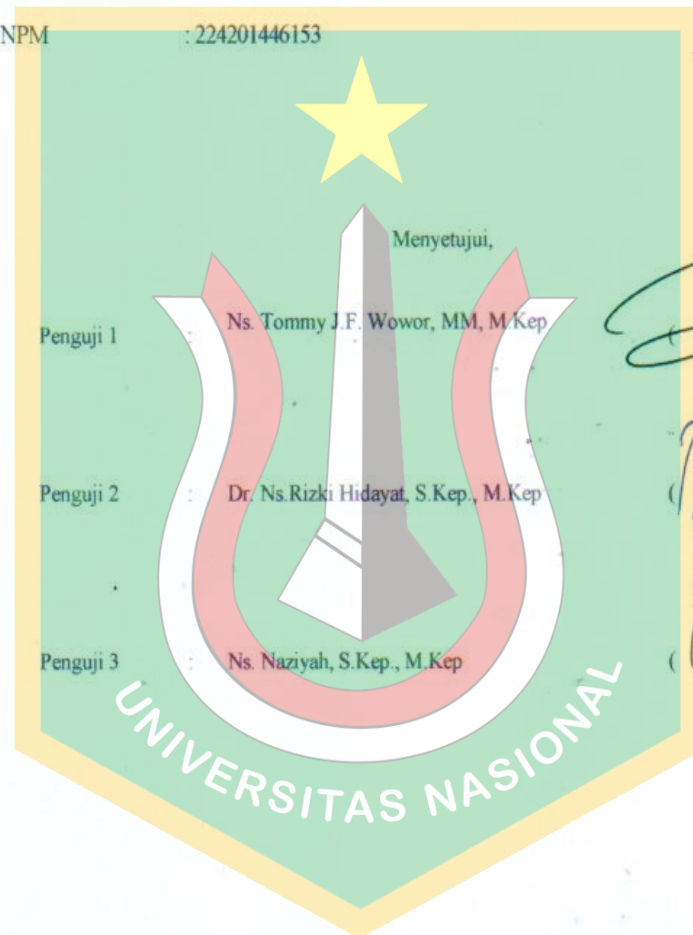 NPM : 224201446153
Menyetujui,
Penguji 1 : Ns. Tommy J.F. Wowor, MM, M.Kep (
Penguji 2 : Dr. Ns.Rizki Hidayat, S.Kep., M.Kep (
Penguji 3 : Ns. Naziyah, S.Kep., M.Kep (
UNIVERSITAS NASIONAL